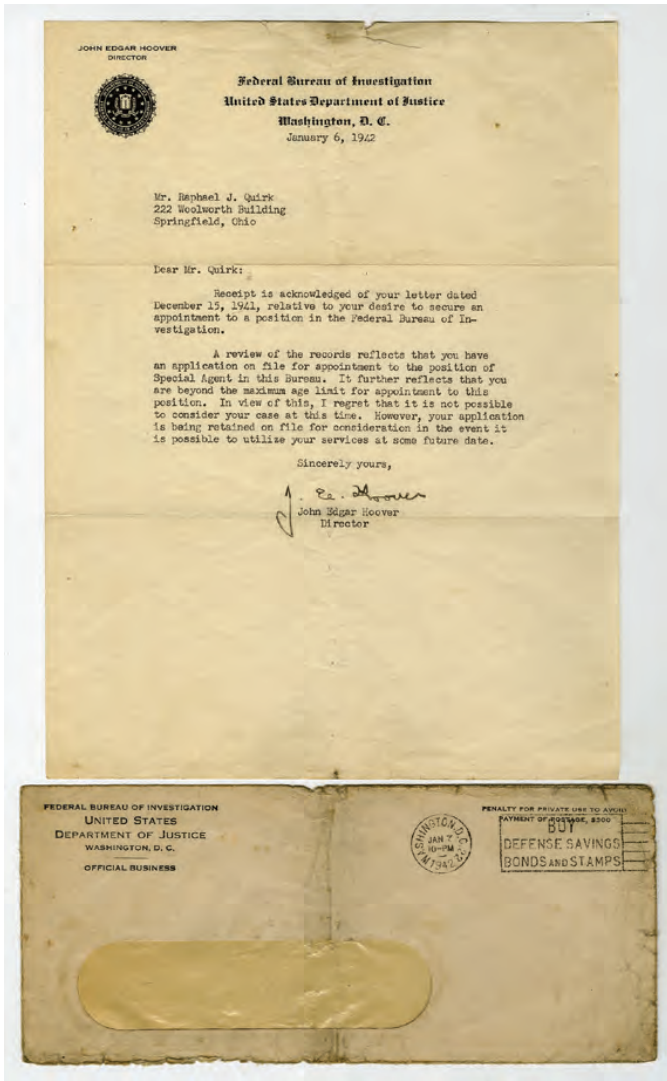 JOHN EDGAR HOOVER
DIRECTOR
Federal Bureau of Investigation
United States Department of Justice
Washington, D. C.
January 6, 1942
Mr. Raphael J. Quirk
222 Woolworth Building
Springfield, Ohio
Dear Mr. Quirk:
Receipt is acknowledged of your letter dated
December 15, 1941, relative to your desire to secure an
appointment to a position in the Federal Bureau of In-
vestigation.
A review of the records reflects that you have
an application on file for appointment to the position of
Special Agent in this Bureau. It further reflects that you
are beyond the maximum age limit for appointment to this
position. In view of this, I regret that it is not possible
to consider your case at this time. However, your application
is being retained on file for consideration in the event it
is possible to utilize your services at some future date.
Sincerely yours,
J. E. Hoover
John Edgar Hoover
Director
FEDERAL BUREAU OF INVESTIGATION
UNITED STATES
DEPARTMENT OF JUSTICE
WASHINGTON, D. C.
OFFICIAL BUSINESS
WASHINGTON, D.C.
JAN 7
10-PM
1942
PENALTY FOR PRIVATE USE TO AVOID
PAYMENT OF POSTAGE, $300
BUY
DEFENSE SAVINGS
BONDS AND STAMPS